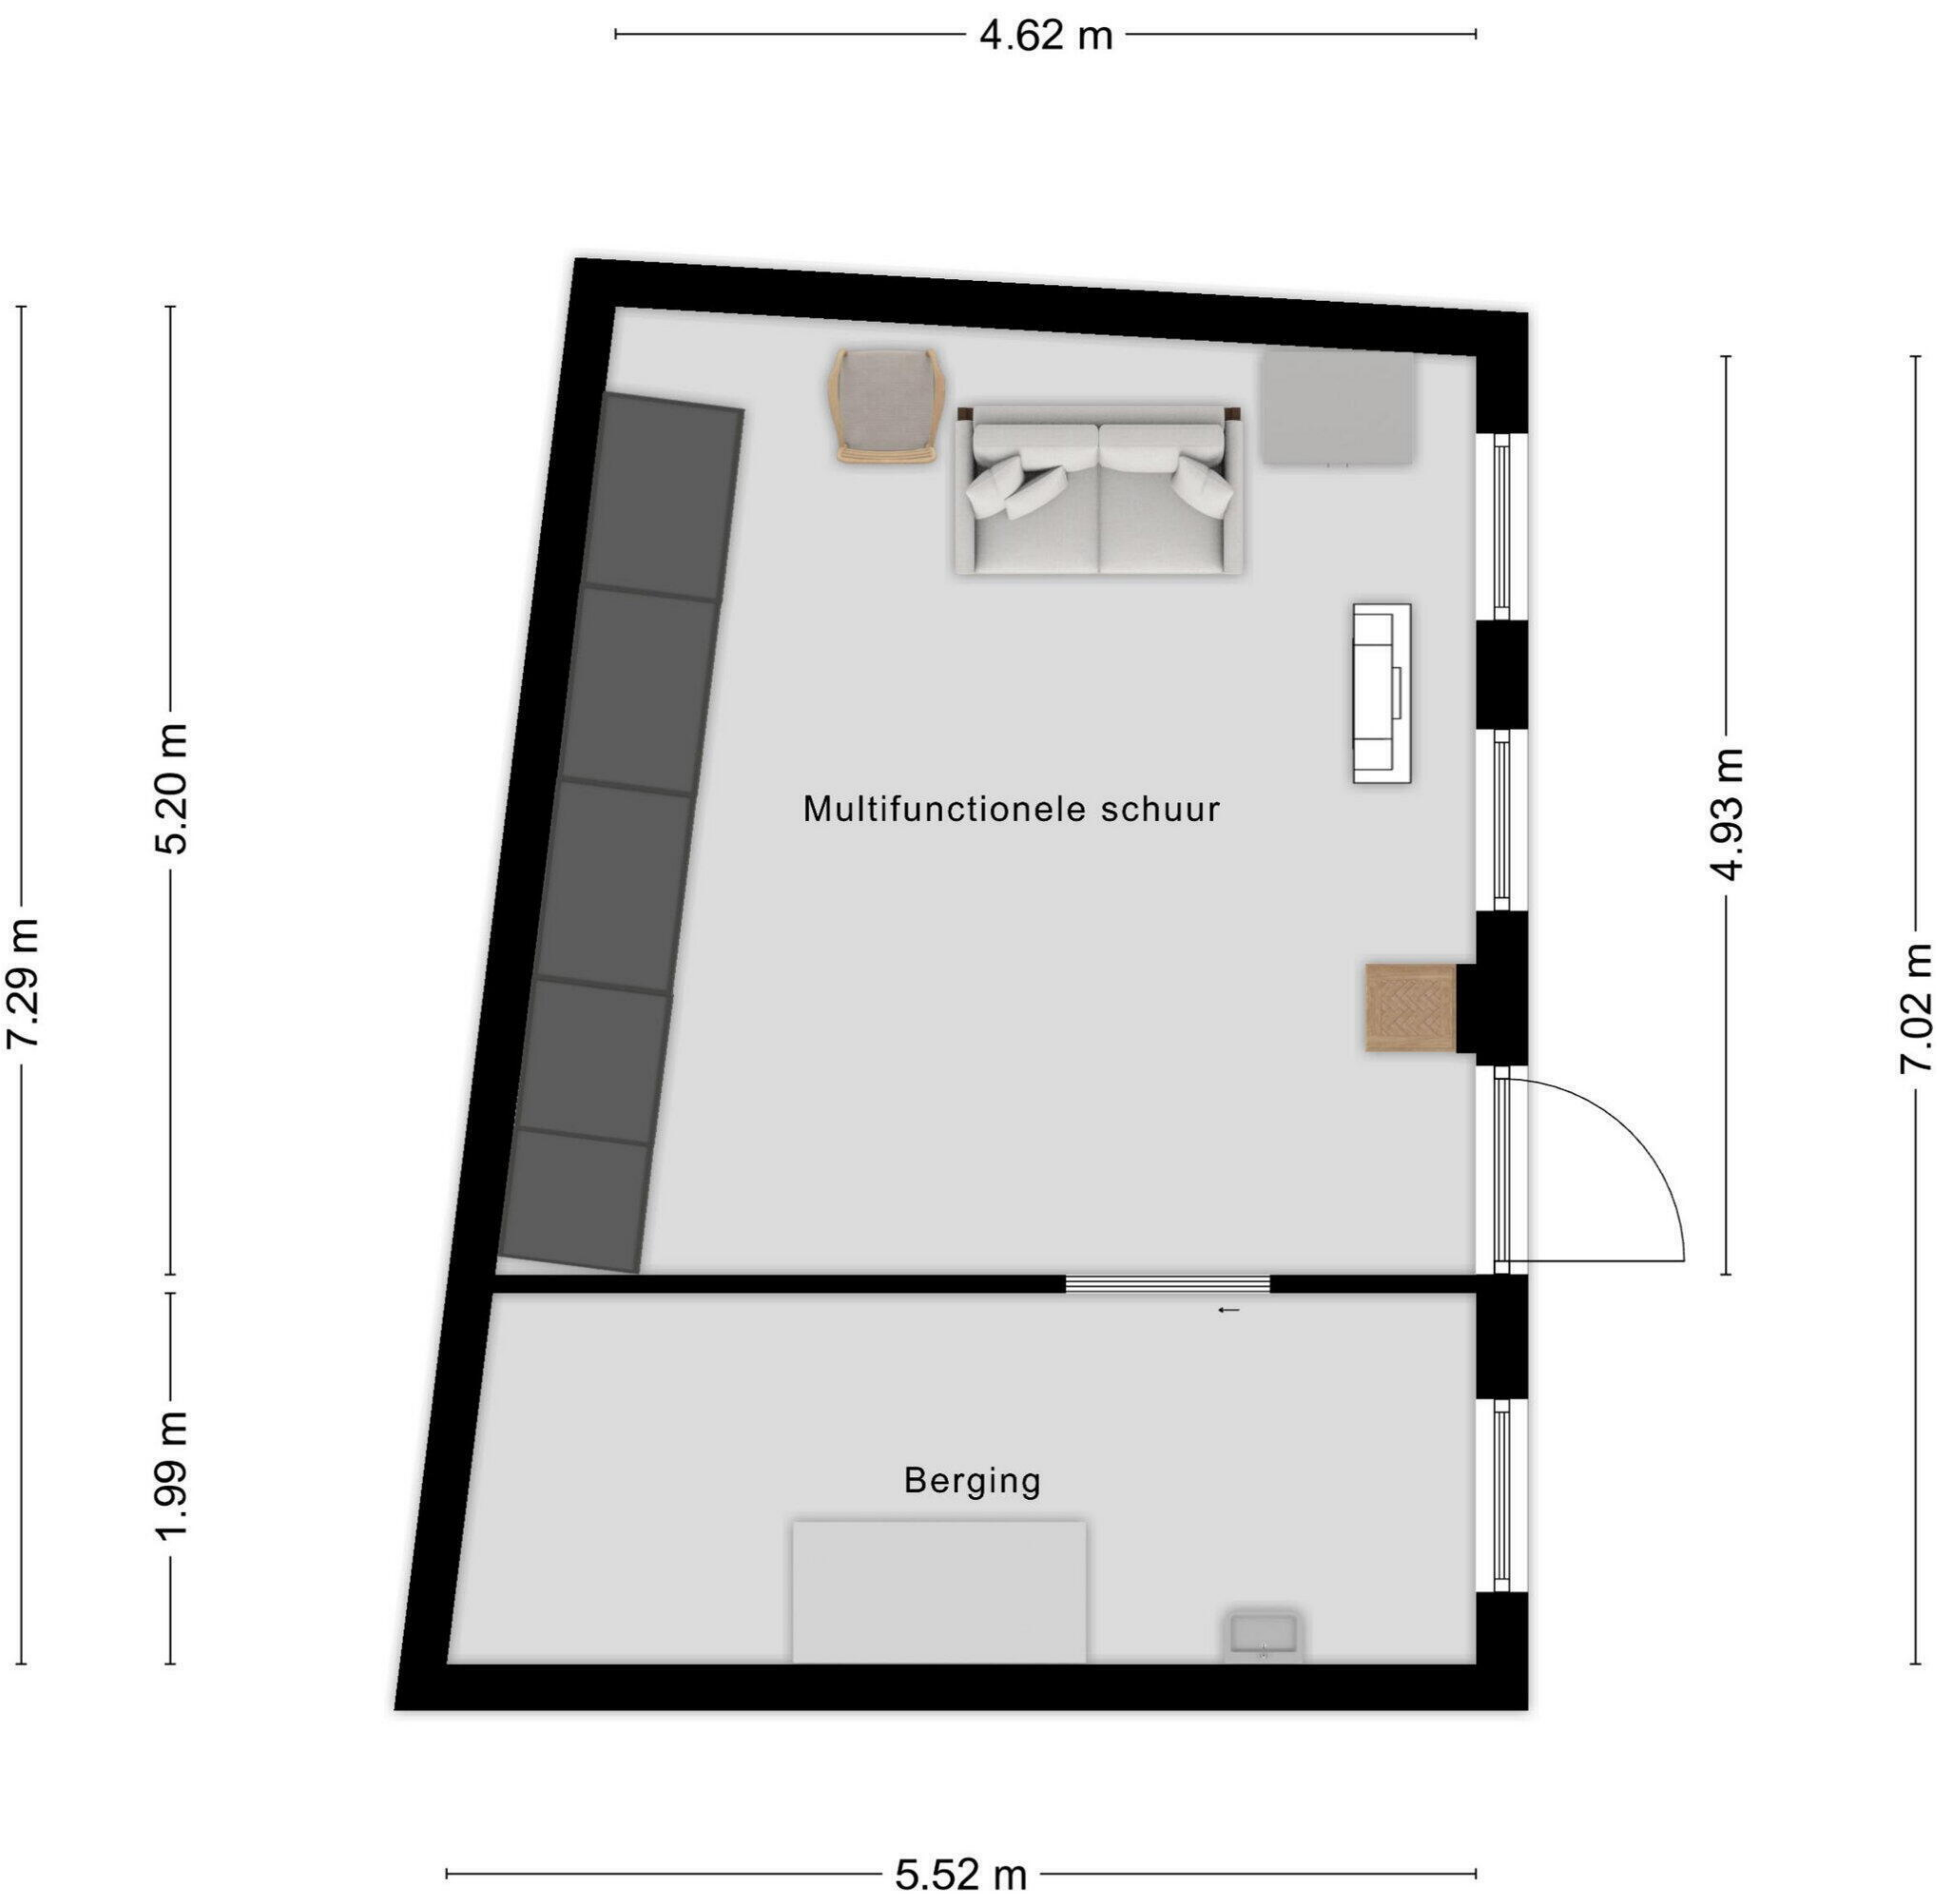 4.62 m
Multifunctionele schuur
5.20 m
4.93 m
7.29 m
7.02 m
1.99 m
Berging
5.52 m